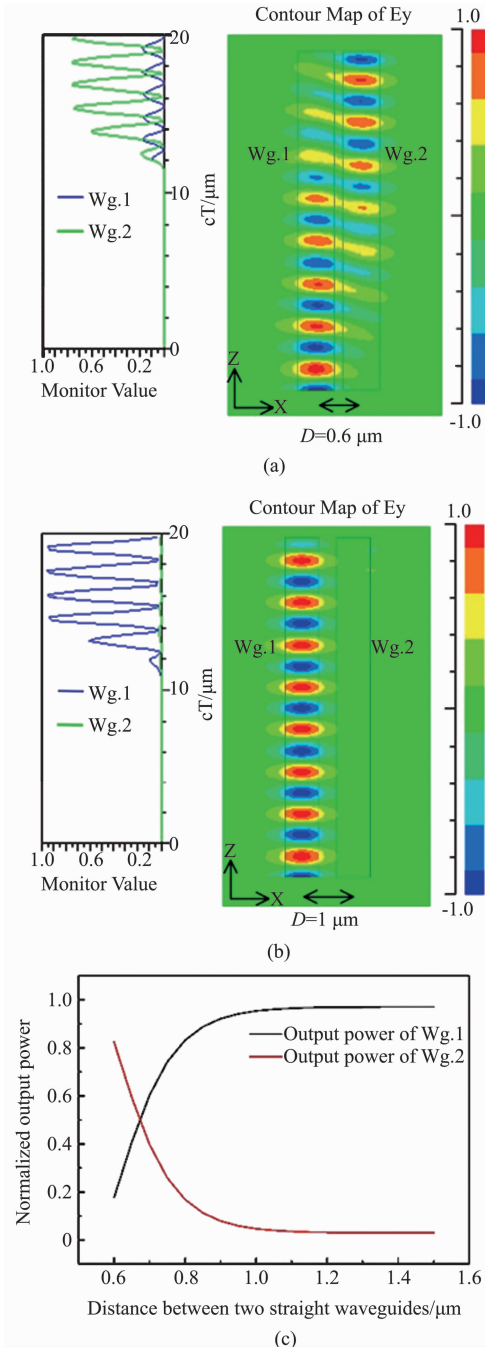 20
10
0
cT/μm
Wg.1
Wg.2
1.0 0.6 0.2
Monitor Value
Contour Map of Ey
1.0
Wg.1
Wg.2
Z
X
D=0.6 μm
-1.0
(a)
20
10
0
cT/μm
Wg.1
Wg.2
1.0 0.6 0.2
Monitor Value
Contour Map of Ey
1.0
Wg.1
Wg.2
Z
X
D=1 μm
-1.0
(b)
1.0
0.8
0.6
0.4
0.2
0
Normalized output power
Output power of Wg.1
Output power of Wg.2
0.6 0.8 1.0 1.2 1.4 1.6
Distance between two straight waveguides/μm
(c)